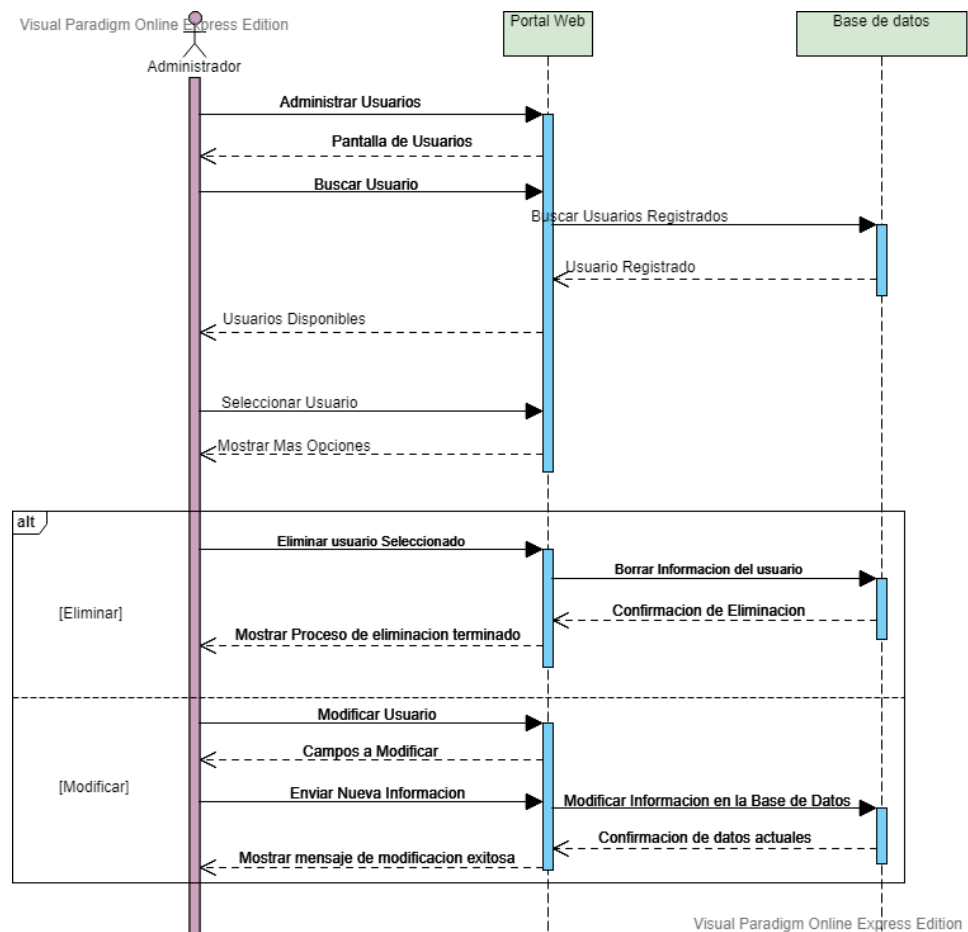 Visual Paradigm Online Express Edition
Portal Web
Base de datos
Administrador
Administrar Usuarios
Pantalla de Usuarios
Buscar Usuario
Buscar Usuarios Registrados
Usuario Registrado
Usuarios Disponibles
Seleccionar Usuario
Mostrar Mas Opciones
alt
Eliminar usuario Seleccionado
Borrar Informacion del usuario
[Eliminar]
Confirmacion de Eliminacion
Mostrar Proceso de eliminacion terminado
Modificar Usuario
Campos a Modificar
[Modificar]
Enviar Nueva Informacion
Modificar Informacion en la Base de Datos
Confirmacion de datos actuales
Mostrar mensaje de modificacion exitosa
Visual Paradigm Online Express Edition